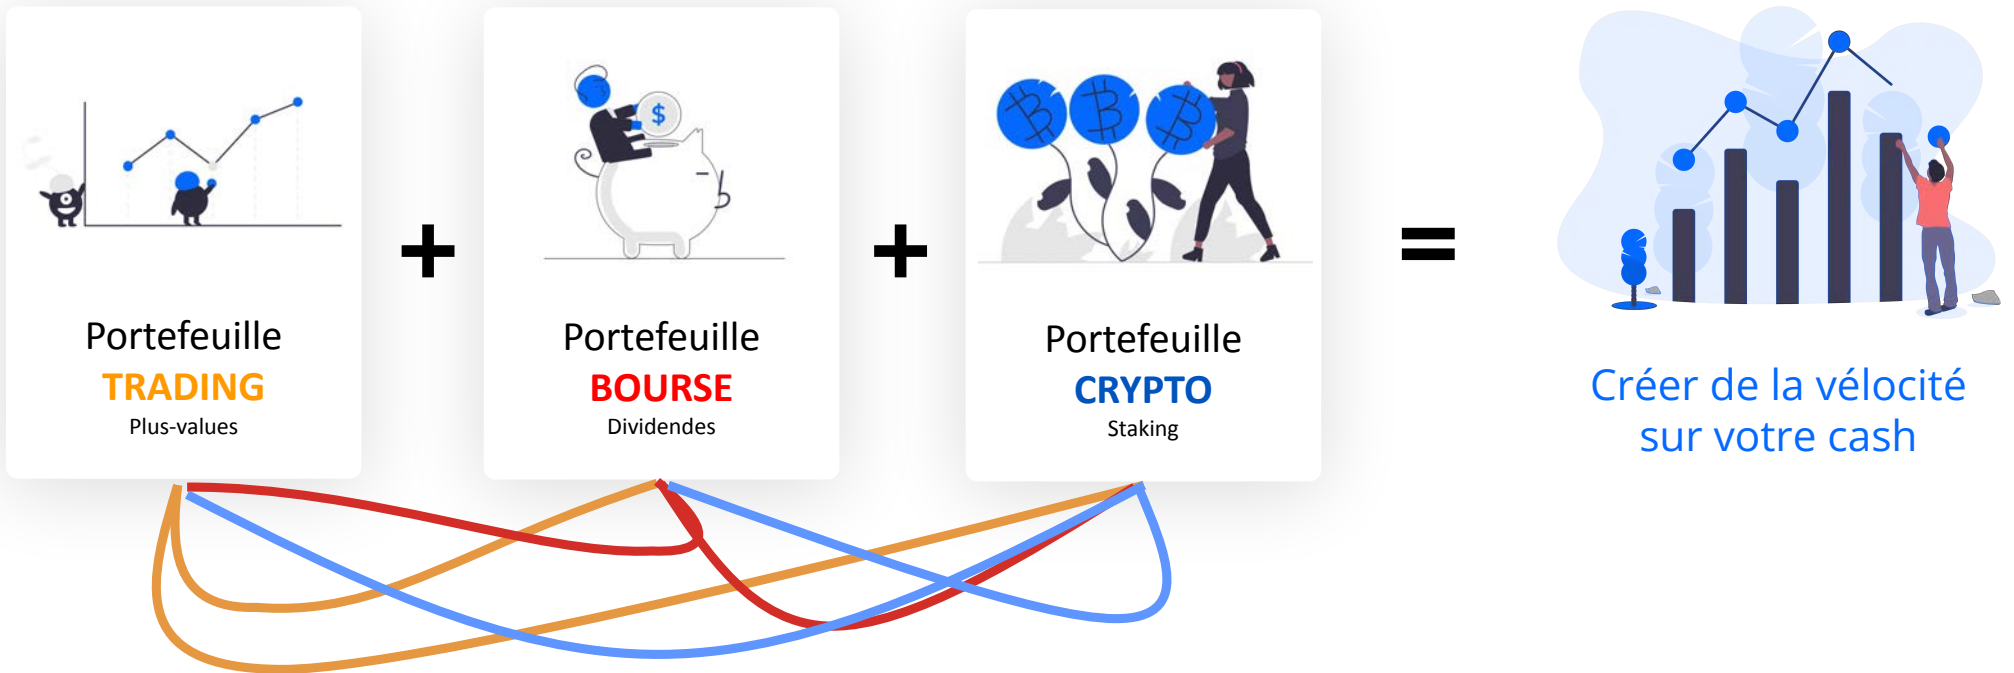 Portefeuille
TRADING
Plus-values
+
Portefeuille
BOURSE
Dividendes
+
Portefeuille
CRYPTO
Staking
=
Créer de la vélocité
sur votre cash
$